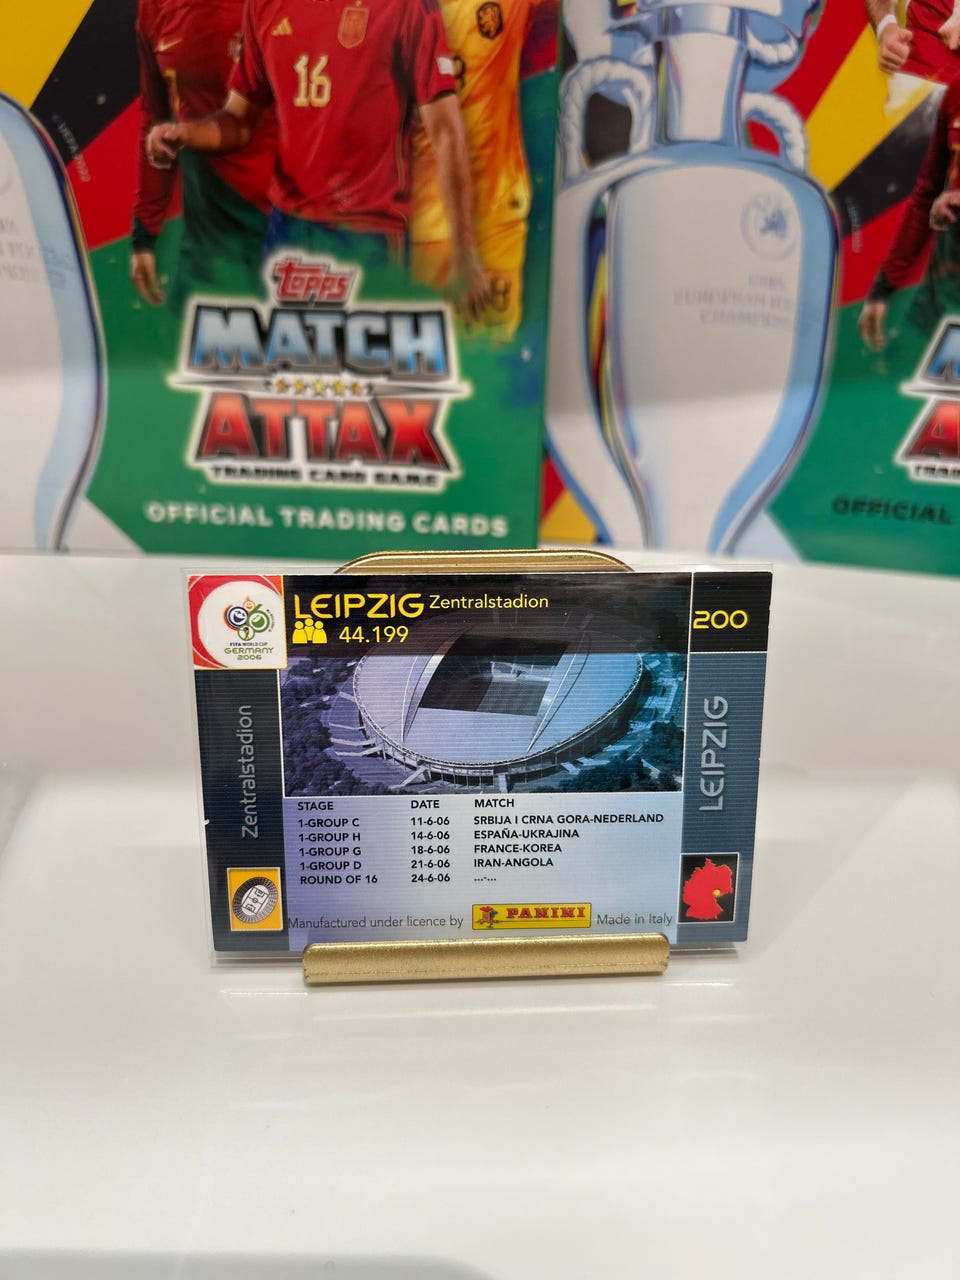 16
topps
MATCH
ATTAX
TRADING CARD GAME
OFFICIAL TRADING CARDS
OFFICIAL
LEIPZIG Zentralstadion
44.199
200
FIFA WORLD CUP
GERMANY
2006
Zentralstadion
LEIPZIG
STAGE DATE MATCH
1-GROUP C 11-6-06 SRBIJA I CRNA GORA-NEDERLAND
1-GROUP H 14-6-06 ESPAÑA-UKRAJINA
1-GROUP G 18-6-06 FRANCE-KOREA
1-GROUP D 21-6-06 IRAN-ANGOLA
ROUND OF 16 24-6-06 ...-...
Manufactured under licence by PANINI Made in Italy